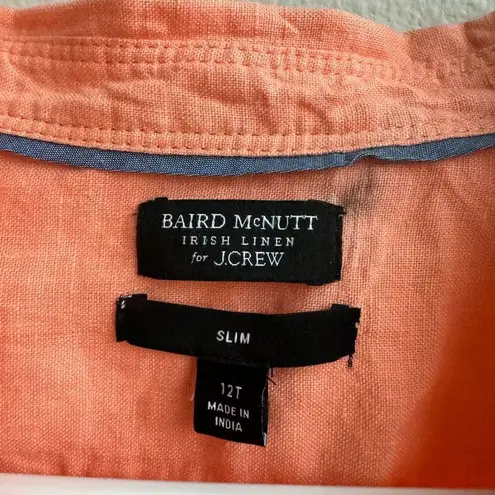 BAIRD McNUTT
IRISH LINEN
for J.CREW
SLIM
12T
MADE IN
INDIA